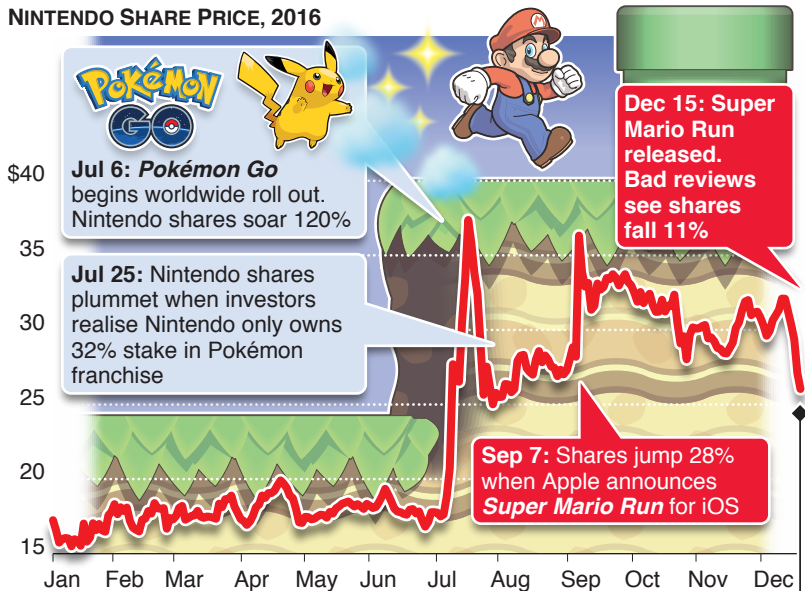 NINTENDO SHARE PRICE, 2016
POKÉMON
GO
Jul 6: Pokémon Go
begins worldwide roll out.
Nintendo shares soar 120%
M
Dec 15: Super
Mario Run
released.
Bad reviews
see shares
fall 11%
Jul 25: Nintendo shares
plummet when investors
realise Nintendo only owns
32% stake in Pokémon
franchise
Sep 7: Shares jump 28%
when Apple announces
Super Mario Run for iOS
$40
35
30
25
20
15
Jan Feb Mar Apr May Jun Jul Aug Sep Oct Nov Dec